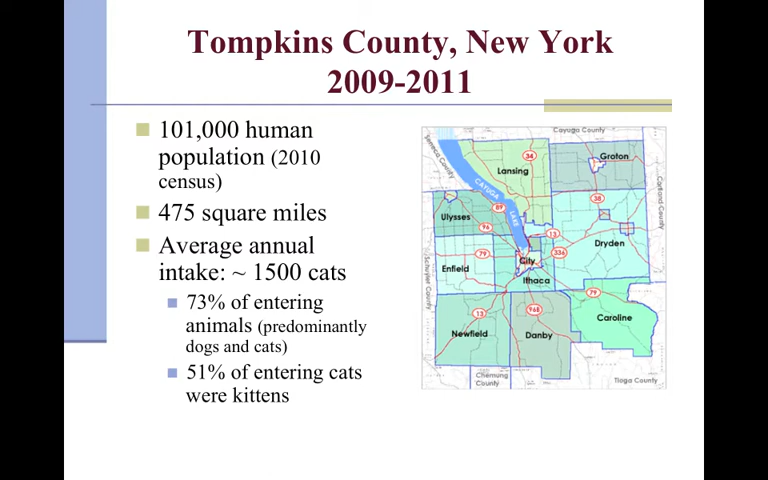 Tompkins County, New York
2009-2011
101,000 human
population (2010
census)
475 square miles
Average annual
intake: ~ 1500 cats
73% of entering
animals (predominantly
dogs and cats)
51% of entering cats
were kittens
Cayuga County
Seneca County
34
Groton
Lansing
CAYUGA LAKE
Cortland County
38
89
Ulysses
96
13
Dryden
79
366
City
Enfield
Ithaca
Schuyler County
79
13
96B
Caroline
Newfield
Danby
Chemung
County
Tioga County